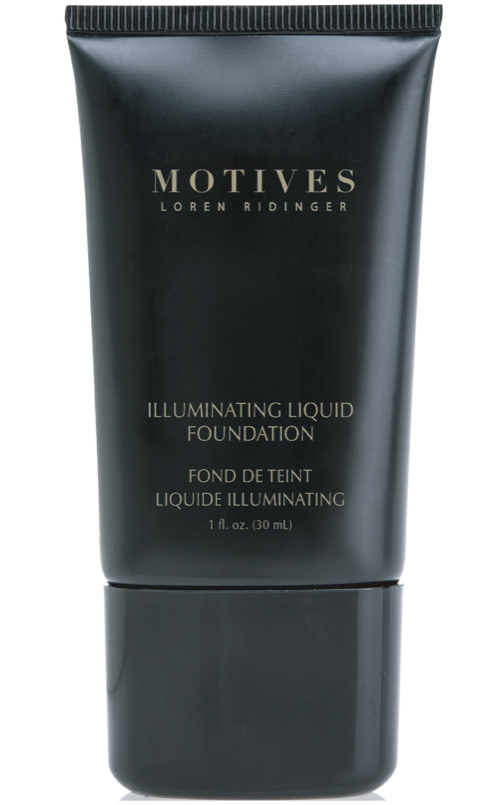 MOTIVES
LOREN RIDINGER
ILLUMINATING LIQUID
FOUNDATION
FOND DE TEINT
LIQUIDE ILLUMINATING
1 fl. oz. (30 mL)